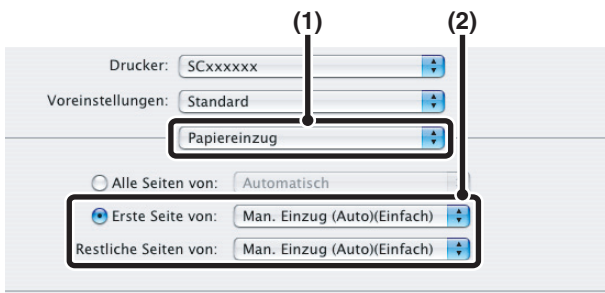 (1) (2)
Drucker: SCxxxxxx
Voreinstellungen: Standard
Papiereinzug
Alle Seiten von: Automatisch
Erste Seite von: Man. Einzug (Auto)(Einfach)
Restliche Seiten von: Man. Einzug (Auto)(Einfach)